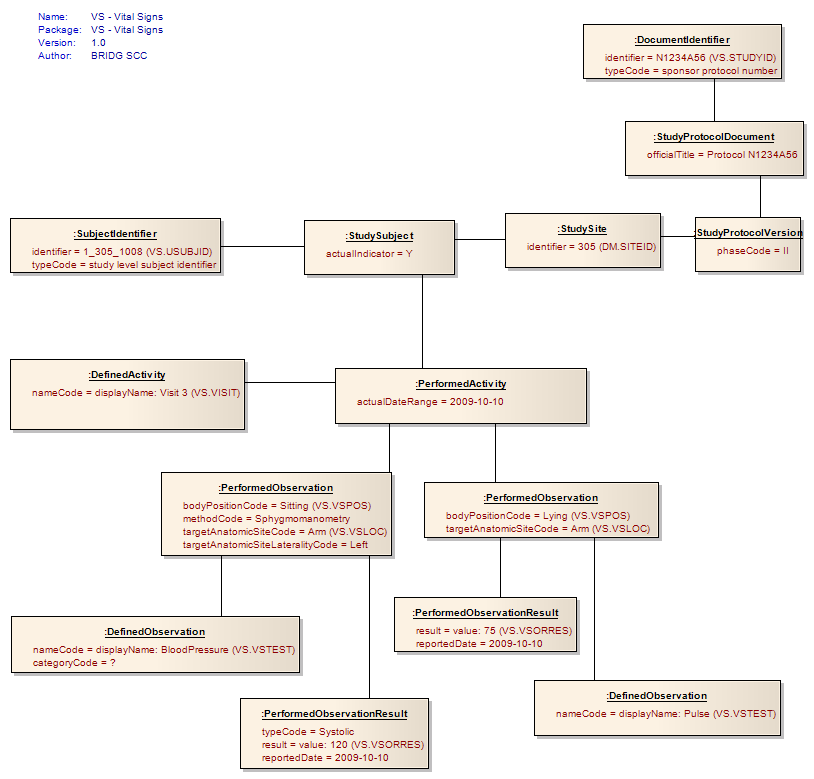 Name: VS - Vital Signs
Package: VS - Vital Signs
Version: 1.0
Author: BRIDG SCC
:DocumentIdentifier
identifier = N1234A56 (VS.STUDYID)
typeCode = sponsor protocol number
:StudyProtocolDocument
officialTitle = Protocol N1234A56
:SubjectIdentifier
identifier = 1_305_1008 (VS.USUBJID)
typeCode = study level subject identifier
:StudySubject
actualIndicator = Y
:StudySite
identifier = 305 (DM.SITEID)
:StudyProtocolVersion
phaseCode = II
:DefinedActivity
nameCode = displayName: Visit 3 (VS.VISIT)
:PerformedActivity
actualDateRange = 2009-10-10
:PerformedObservation
bodyPositionCode = Sitting (VS.VSPOS)
methodCode = Sphygmomanometry
targetAnatomicSiteCode = Arm (VS.VSLOC)
targetAnatomicSiteLateralityCode = Left
:PerformedObservation
bodyPositionCode = Lying (VS.VSPOS)
targetAnatomicSiteCode = Arm (VS.VSLOC)
:DefinedObservation
nameCode = displayName: BloodPressure (VS.VSTEST)
categoryCode = ?
:PerformedObservationResult
result = value: 75 (VS.VSORRES)
reportedDate = 2009-10-10
:PerformedObservationResult
typeCode = Systolic
result = value: 120 (VS.VSORRES)
reportedDate = 2009-10-10
:DefinedObservation
nameCode = displayName: Pulse (VS.VSTEST)